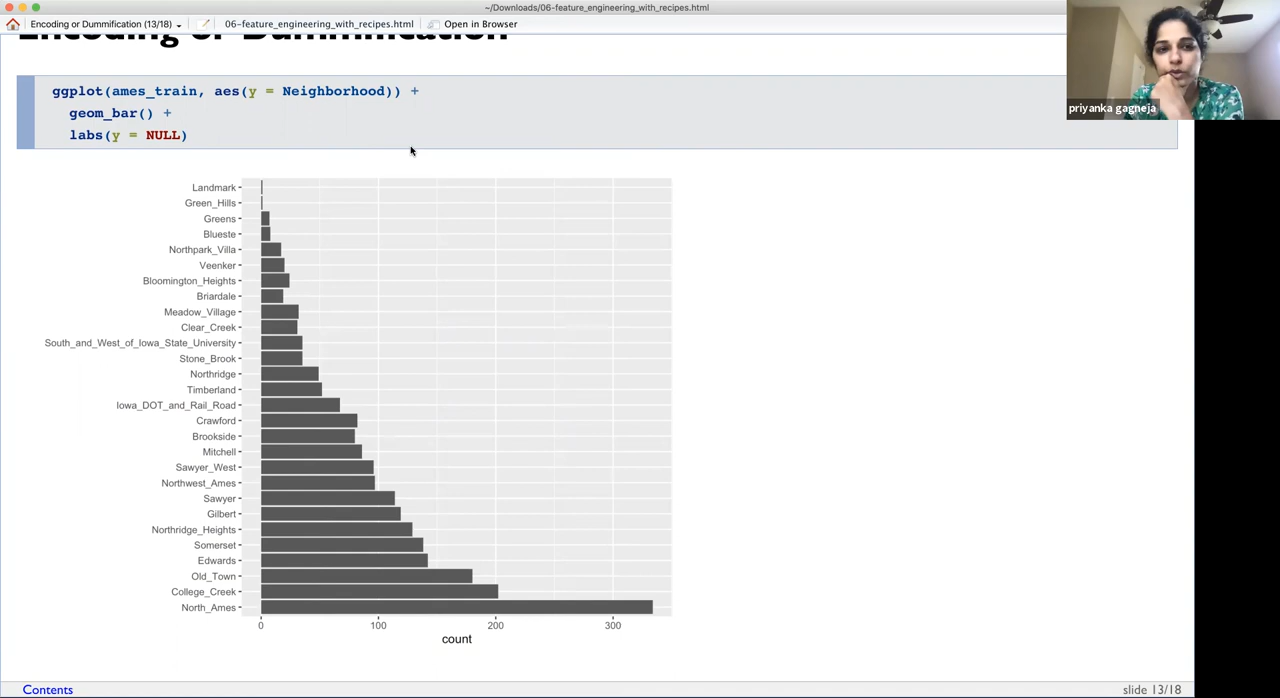 ~/Downloads/06-feature_engineering_with_recipes.html
Encoding or Dummification (13/18)
06-feature_engineering_with_recipes.html
Open in Browser
Encoding or Dummification
priyanka gagneja
ggplot(ames_train, aes(y = Neighborhood)) +
geom_bar() +
labs(y = NULL)
Landmark
Green_Hills
Greens
Blueste
Northpark_Villa
Veenker
Bloomington_Heights
Briardale
Meadow_Village
Clear_Creek
South_and_West_of_Iowa_State_University
Stone_Brook
Northridge
Timberland
Iowa_DOT_and_Rail_Road
Crawford
Brookside
Mitchell
Sawyer_West
Northwest_Ames
Sawyer
Gilbert
Northridge_Heights
Somerset
Edwards
Old_Town
College_Creek
North_Ames
0 100 200 300
count
Contents
slide 13/18